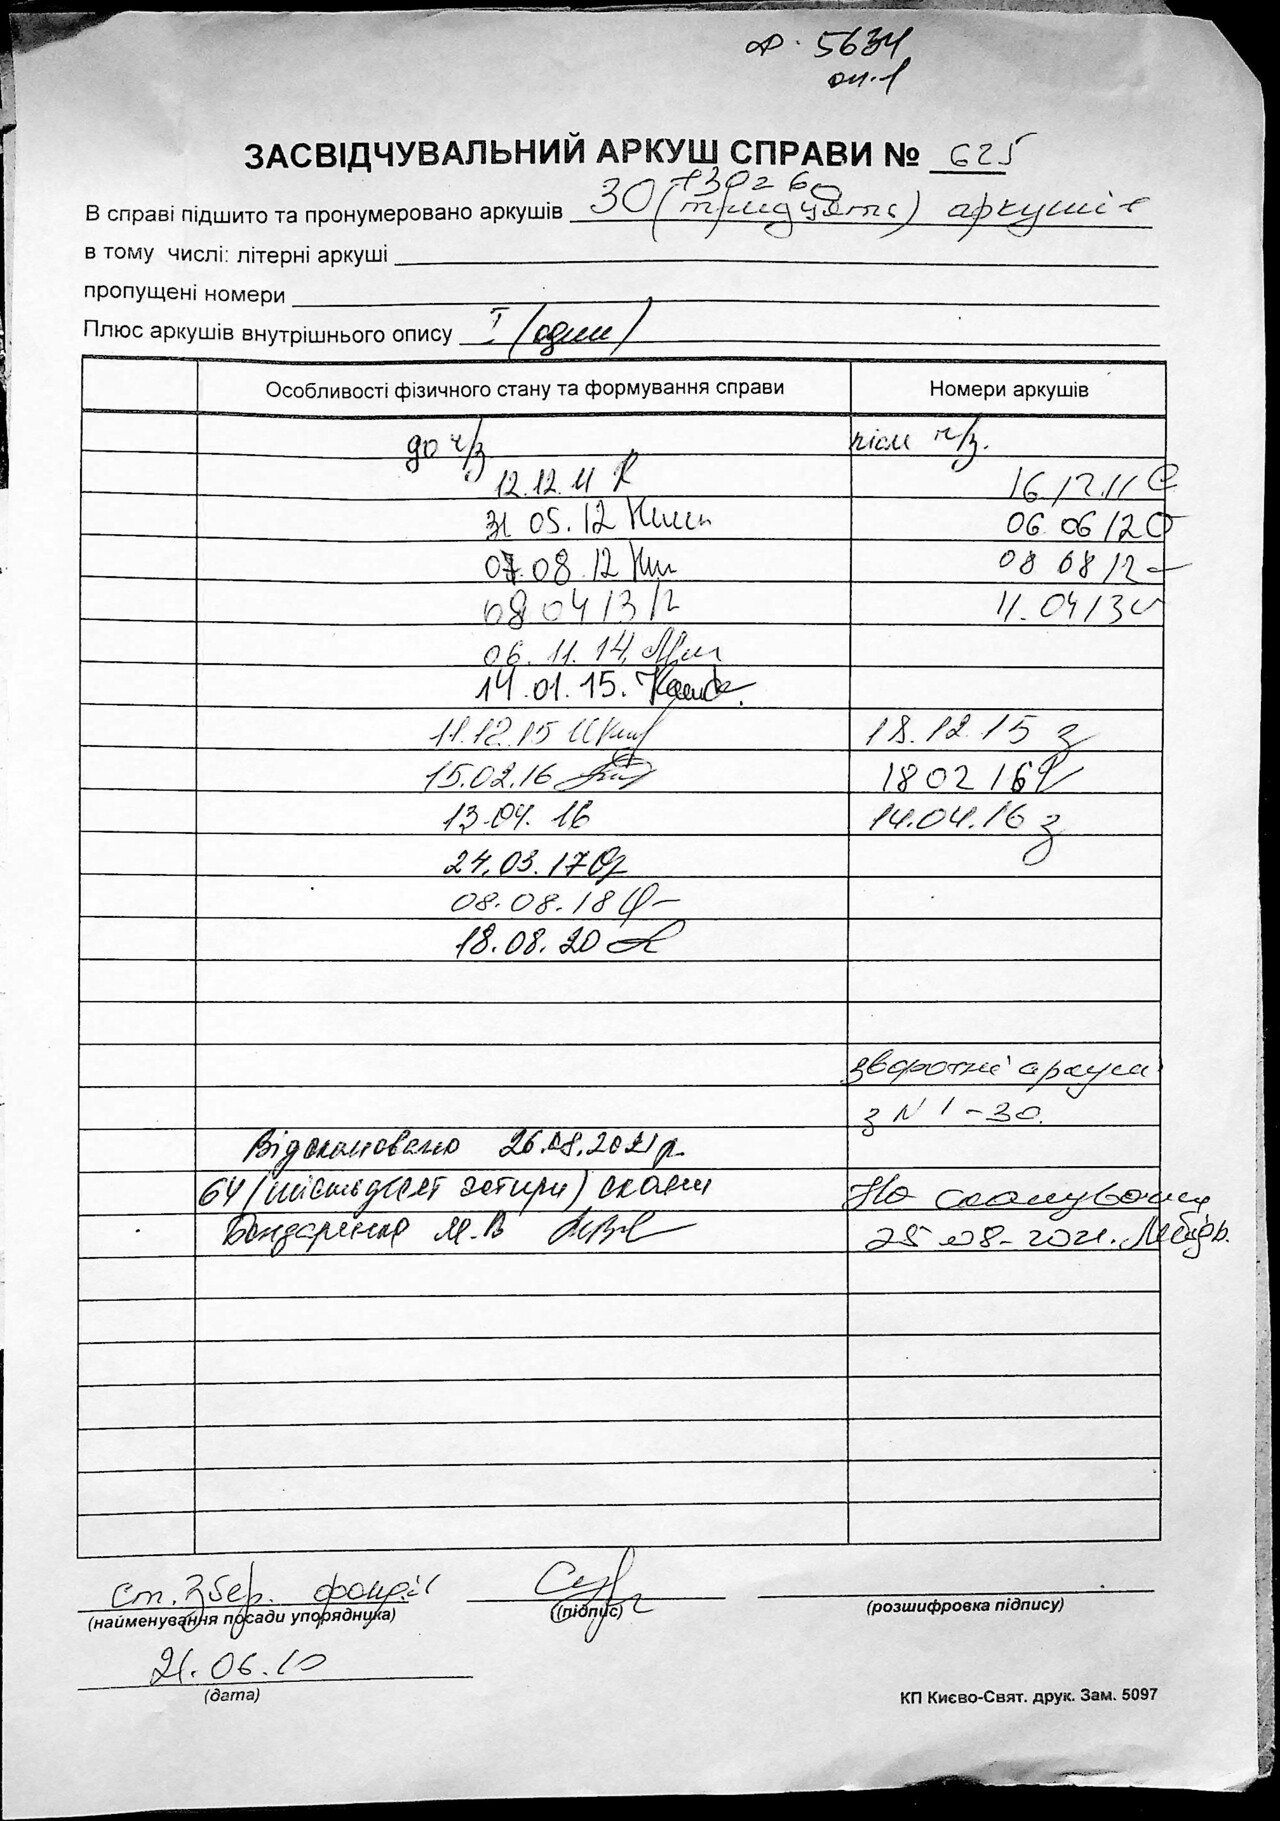 ф. 5634
оп. 1
ЗАСВІДЧУВАЛЬНИЙ АРКУШ СПРАВИ № 625
+30зб
В справі підшито та пронумеровано аркушів 30 (тридцять) аркушів
в тому числі: літерні аркуші
пропущені номери
Плюс аркушів внутрішнього опису I (один)
Особливості фізичного стану та формування справи Номери аркушів
до ч/з після ч/з.
12.12.11 16.12.11
31.05.12 06.06.12
07.08.12 08.08.12
08.04.13 11.04.13
06.11.14
14.01.15.
11.12.15 18.12.15
15.02.16 18.02.16
13.04.16 14.04.16
24.03.17
08.08.18
18.08.20
зворотні аркуші
з N 1-30.
Відскановано 26.08.2021р.
64 (шістдесят чотири) скани На сканування
Бондаренко М.В 25.08.2021.
ст. збер. фондів
(найменування посади упорядника) (підпис) (розшифровка підпису)
21.06.10
(дата)
КП Києво-Свят. друк. Зам. 5097